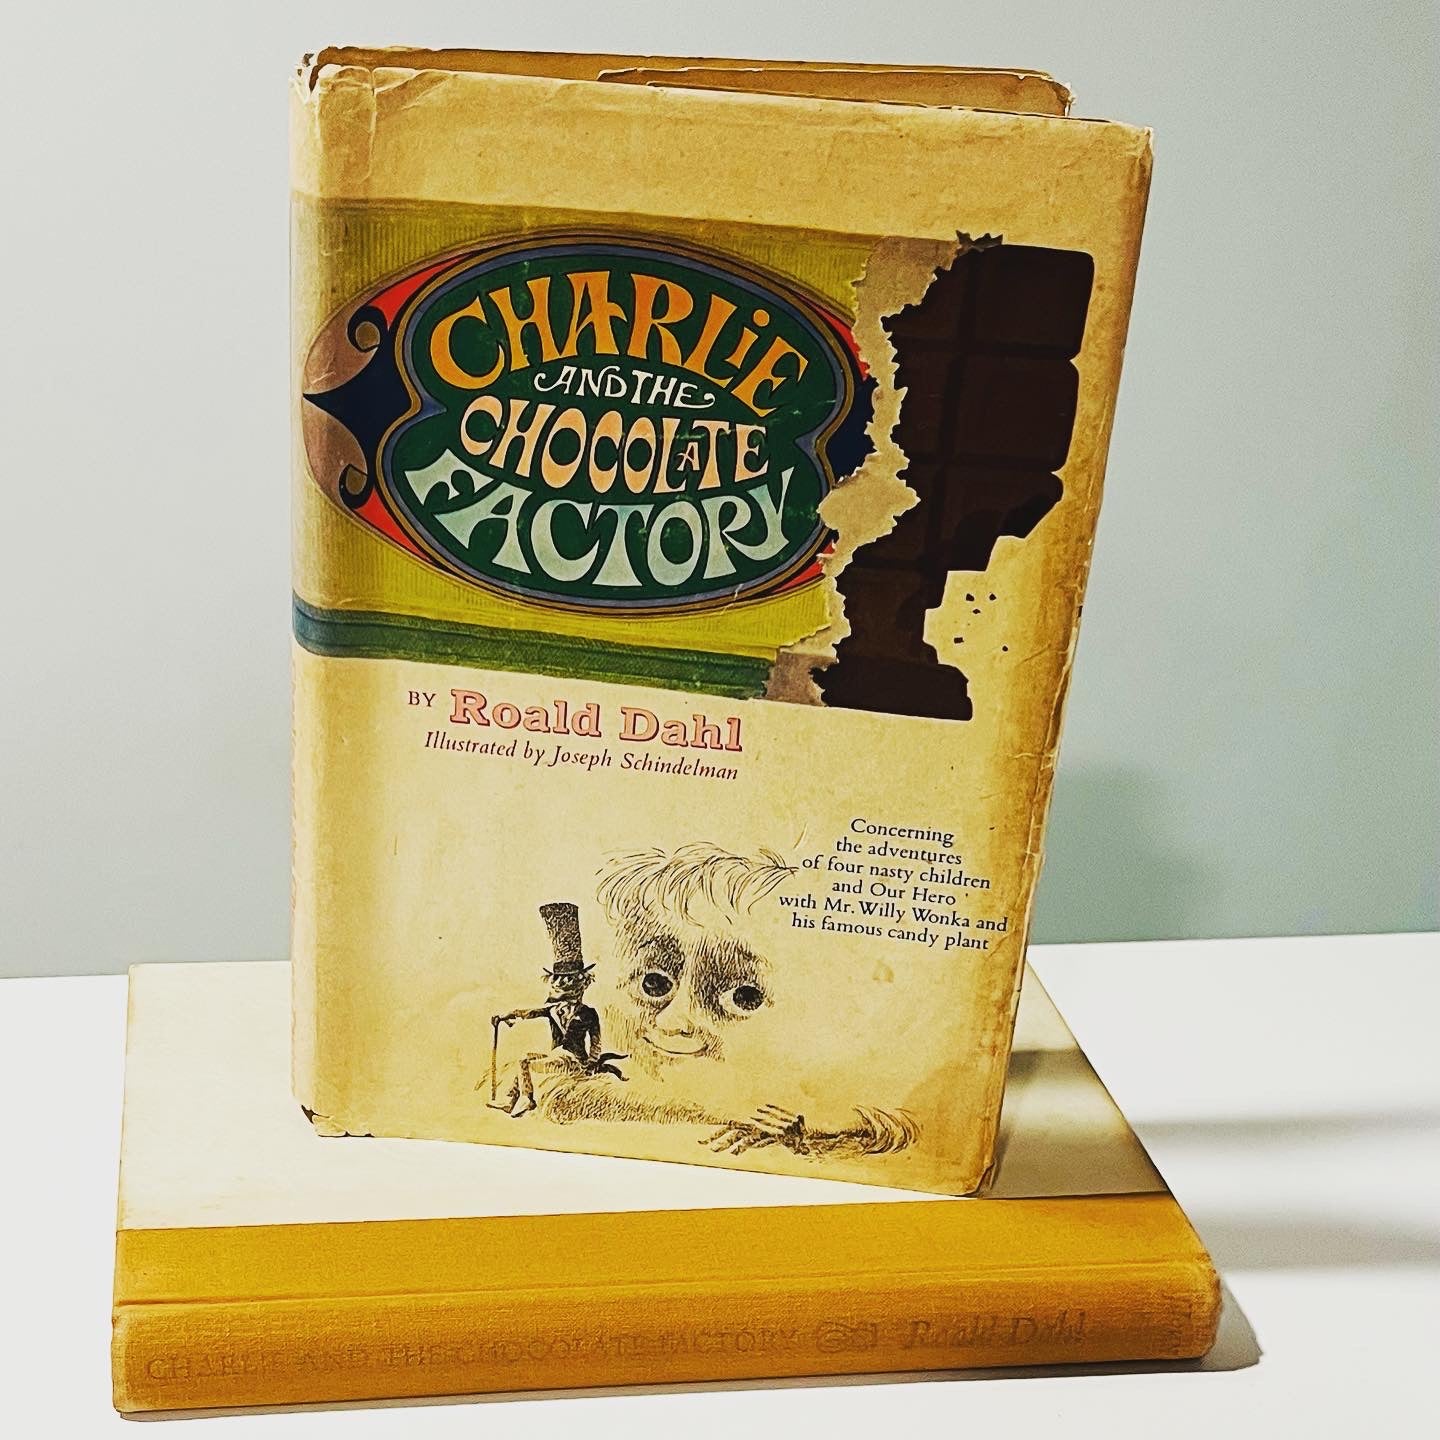 CHARLiE
AND THE
CHOCOLATE
FACTORY
BY Roald Dahl
Illustrated by Joseph Schindelman
Concerning
the adventures
of four nasty children
and Our Hero
with Mr. Willy Wonka and
his famous candy plant
CHARLIE AND THE CHOCOLATE FACTORY Roald Dahl